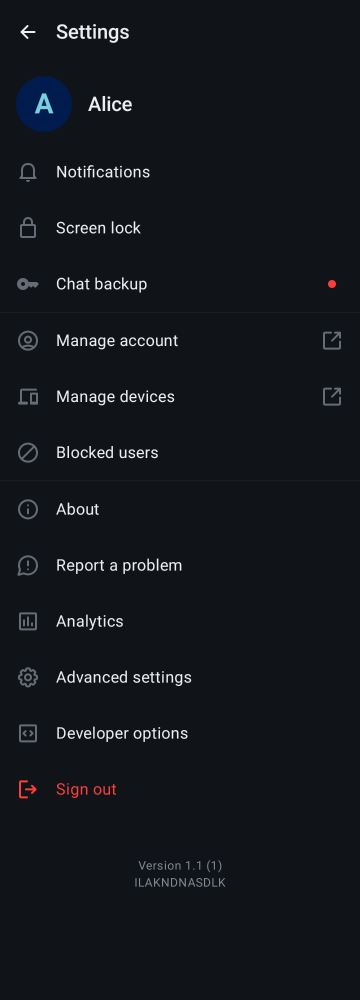 Settings
A
Alice
Notifications
Screen lock
Chat backup
Manage account
Manage devices
Blocked users
About
Report a problem
Analytics
Advanced settings
Developer options
Sign out
Version 1.1 (1)
ILAKNDNASDLK